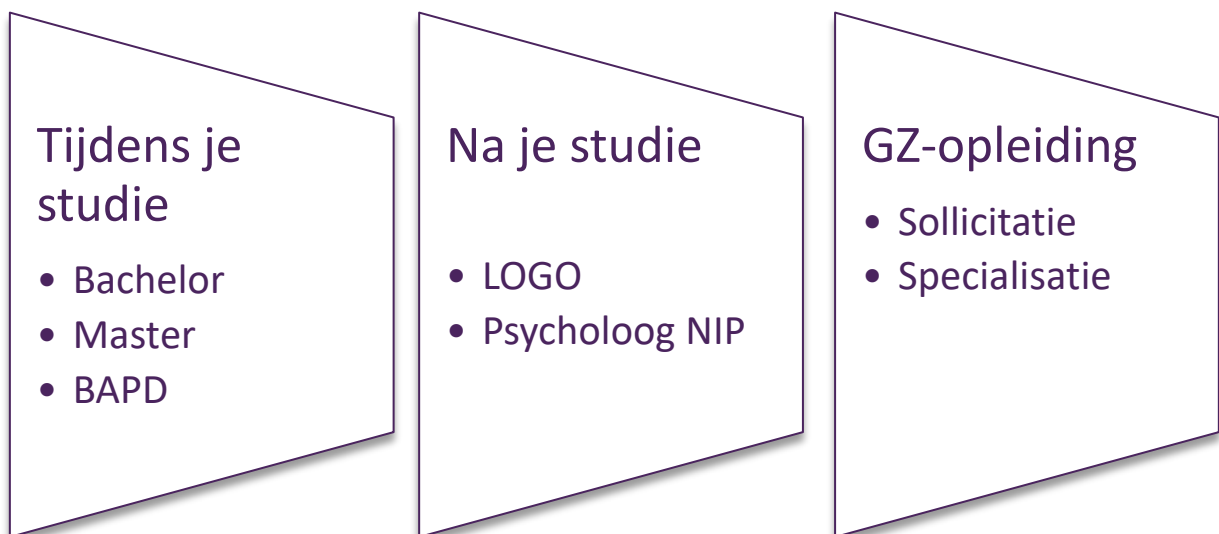 Tijdens je
studie
• Bachelor
• Master
• BAPD
Na je studie
• LOGO
• Psycholoog NIP
GZ-opleiding
• Sollicitatie
• Specialisatie